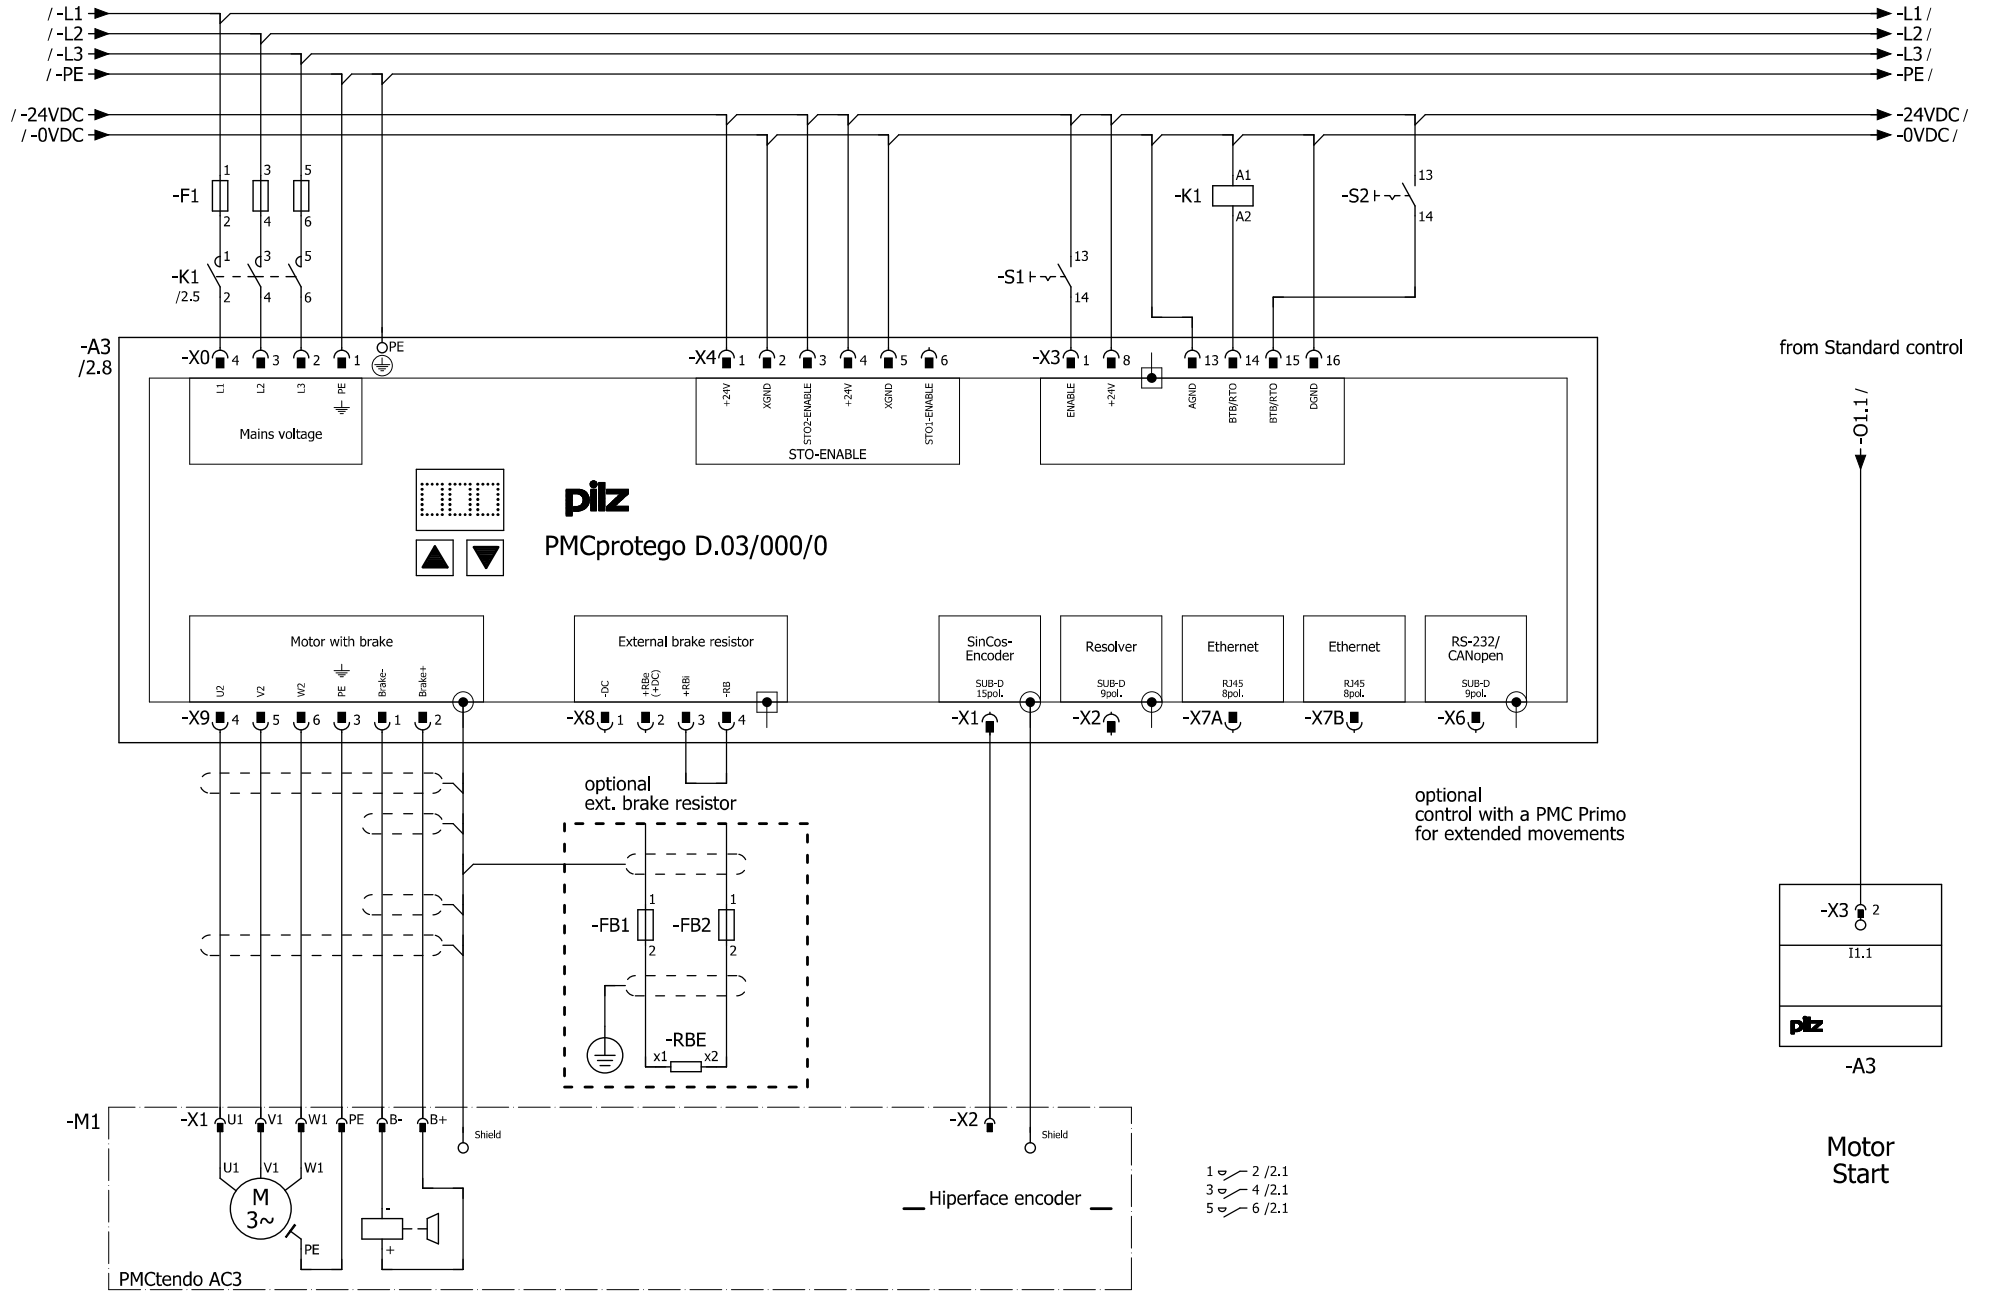 / -L1
-L1 /
/ -L2
-L2 /
/ -L3
-L3 /
/ -PE
-PE /
/ -24VDC
-24VDC /
/ -0VDC
-0VDC /
-F1
1
3
5
2
4
6
-K1
/2.5
1
3
5
2
4
6
-S1
13
14
-K1
A1
A2
-S2
13
14
-A3
/2.8
-X0
4
3
2
1
PE
L1
L2
L3
PE
Mains voltage
-X4
1
2
3
4
5
6
+24V
XGND
STO2-ENABLE
+24V
XGND
STO1-ENABLE
STO-ENABLE
-X3
1
8
13
14
15
16
ENABLE
+24V
AGND
BTB/RTO
BTB/RTO
DGND
from Standard control
-O1.1 /
pilz
PMCprotego D.03/000/0
Motor with brake
U2
V2
W2
PE
Brake-
Brake+
-X9
4
5
6
3
1
2
External brake resistor
-DC
+RBe
(+DC)
+RBi
-RB
-X8
1
2
3
4
SinCos-
Encoder
SUB-D
15pol.
-X1
Resolver
SUB-D
9pol.
-X2
Ethernet
RJ45
8pol.
-X7A
Ethernet
RJ45
8pol.
-X7B
RS-232/
CANopen
SUB-D
9pol.
-X6
optional
ext. brake resistor
optional
control with a PMC Primo
for extended movements
-FB1
1
2
-FB2
1
2
-RBE
x1
x2
-X3
2
I1.1
pilz
-A3
Motor
Start
-M1
-X1
U1
V1
W1
PE
B-
B+
Shield
-X2
Shield
U1
V1
W1
M
3~
PE
-
+
Hiperface encoder
PMCtendo AC3
1 2 /2.1
3 4 /2.1
5 6 /2.1